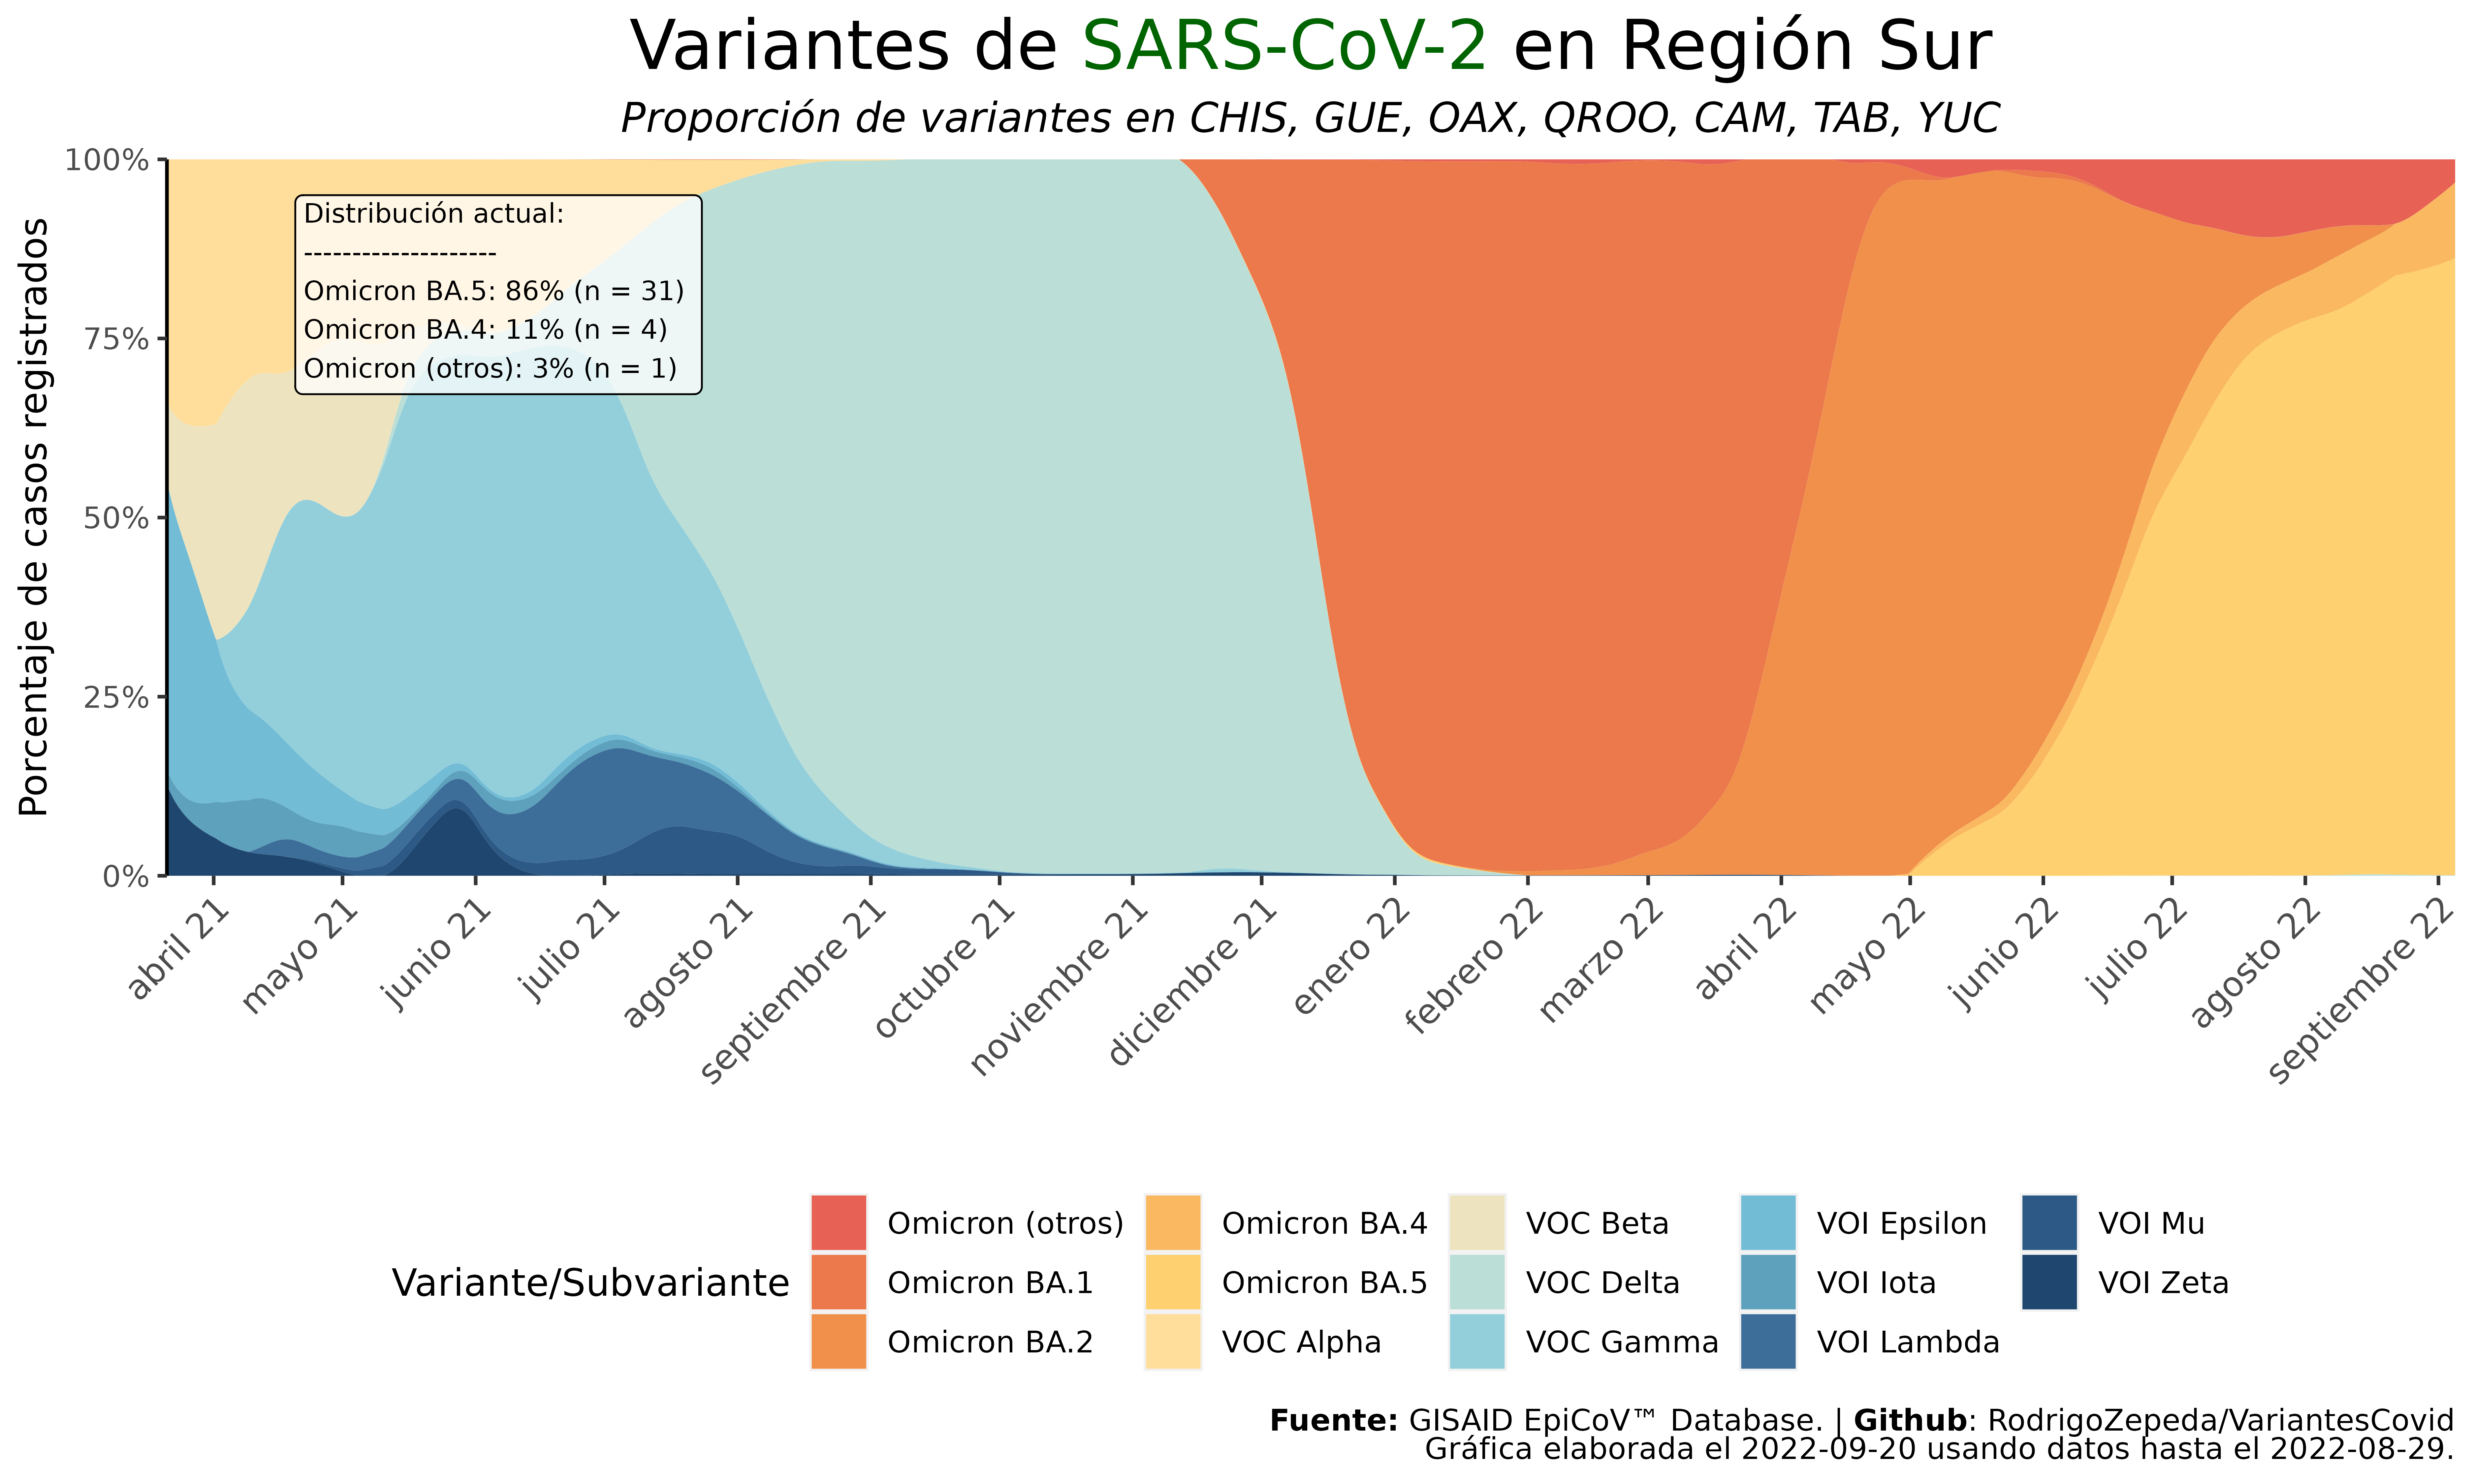 Variantes de SARS-CoV-2 en Región Sur
Proporción de variantes en CHIS, GUE, OAX, QROO, CAM, TAB, YUC
Porcentaje de casos registrados
100%
75%
50%
25%
0%
Distribución actual:
--------------------
Omicron BA.5: 86% (n = 31)
Omicron BA.4: 11% (n = 4)
Omicron (otros): 3% (n = 1)
abril 21
mayo 21
junio 21
julio 21
agosto 21
septiembre 21
octubre 21
noviembre 21
diciembre 21
enero 22
febrero 22
marzo 22
abril 22
mayo 22
junio 22
julio 22
agosto 22
septiembre 22
Variante/Subvariante
Omicron (otros)
Omicron BA.1
Omicron BA.2
Omicron BA.4
Omicron BA.5
VOC Alpha
VOC Beta
VOC Delta
VOC Gamma
VOI Epsilon
VOI Iota
VOI Lambda
VOI Mu
VOI Zeta
Fuente: GISAID EpiCoV™ Database. | Github: RodrigoZepeda/VariantesCovid
Gráfica elaborada el 2022-09-20 usando datos hasta el 2022-08-29.